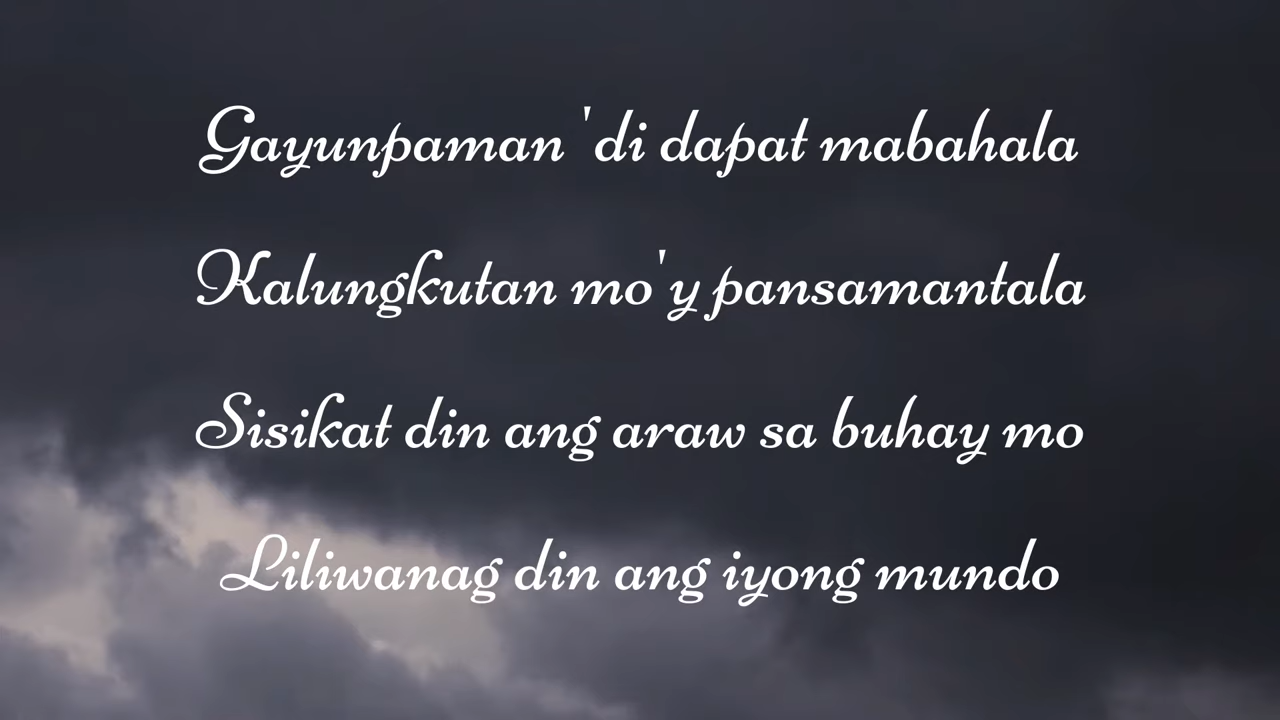 Gayunpaman 'di dapat mabahala
Kalungkutan mo'y pansamantala
Sisikat din ang araw sa buhay mo
Liliwanag din ang iyong mundo